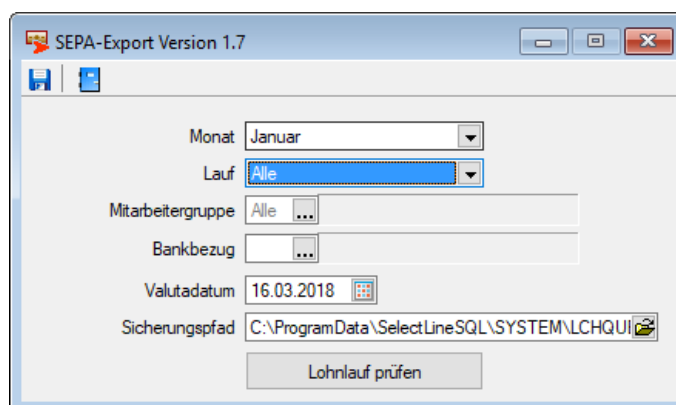 SEPA-Export Version 1.7
Monat Januar
Lauf Alle
Mitarbeitergruppe Alle ...
Bankbezug ...
Valutadatum 16.03.2018
Sicherungspfad C:\ProgramData\SelectLineSQL\SYSTEM\LCHQUI
Lohnlauf prüfen